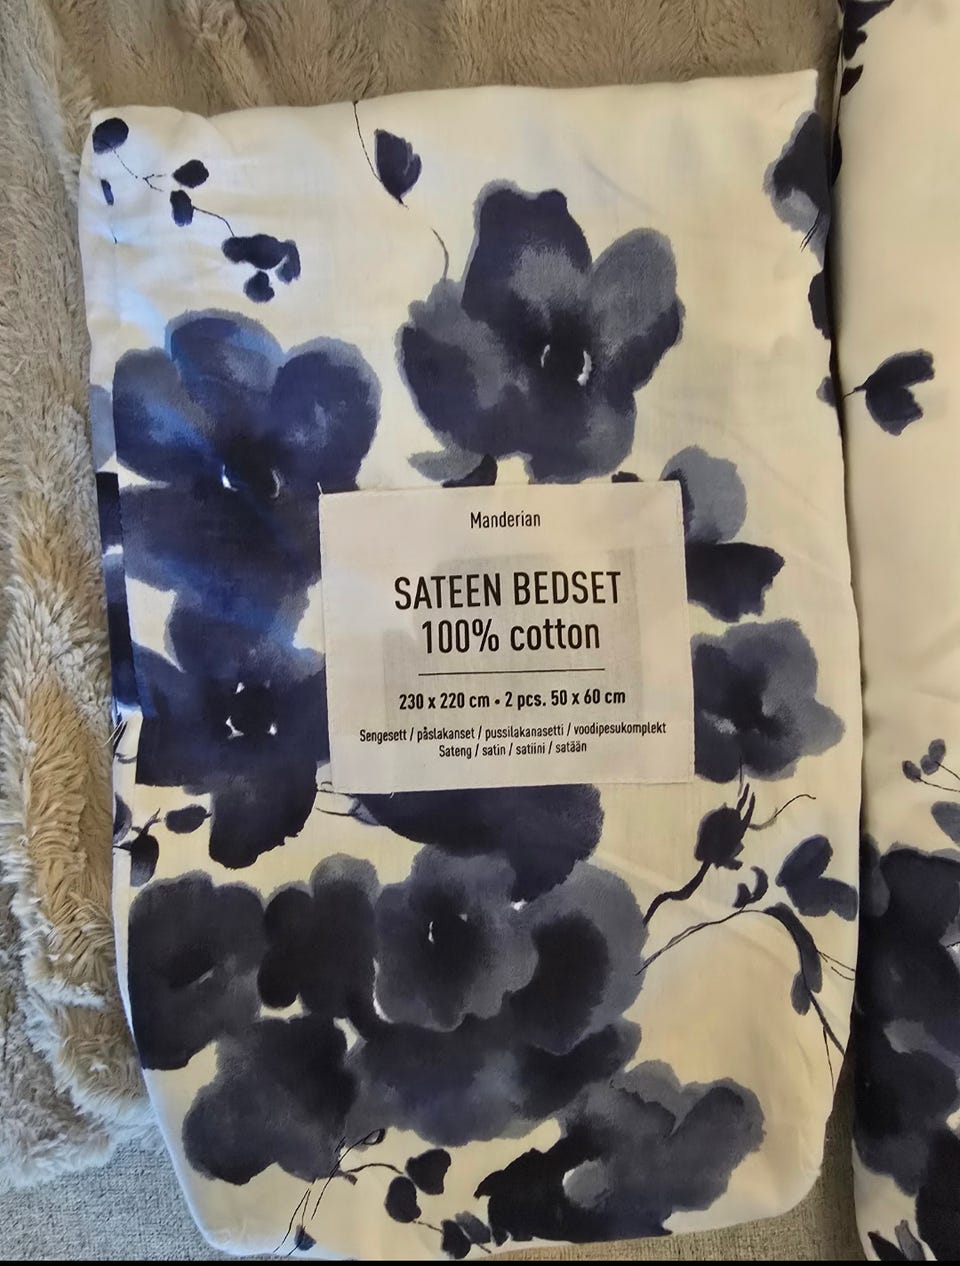 Manderian
SATEEN BEDSET
100% cotton
230 x 220 cm • 2 pcs. 50 x 60 cm
Sengesett / påslakanset / pussilakanasetti / voodipesukomplekt
Sateng / satin / satiini / satään